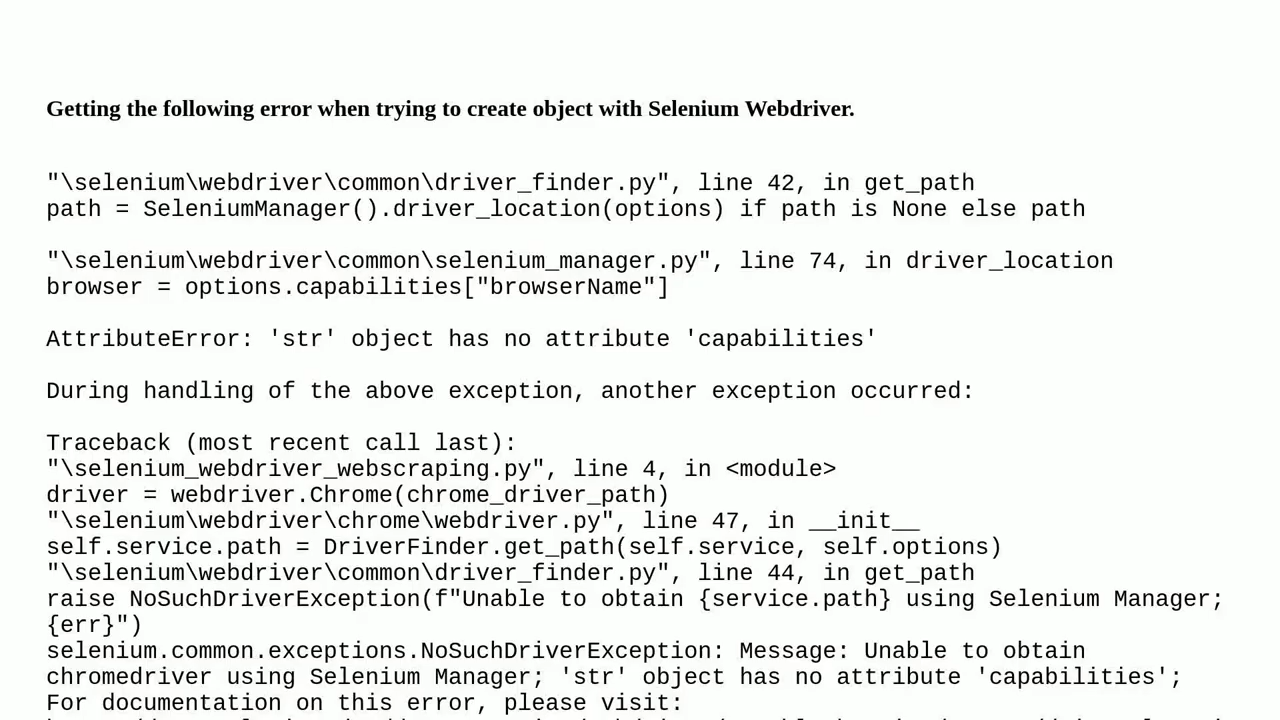 Getting the following error when trying to create object with Selenium Webdriver.
"\selenium\webdriver\common\driver_finder.py", line 42, in get_path
path = SeleniumManager().driver_location(options) if path is None else path
"\selenium\webdriver\common\selenium_manager.py", line 74, in driver_location
browser = options.capabilities["browserName"]
AttributeError: 'str' object has no attribute 'capabilities'
During handling of the above exception, another exception occurred:
Traceback (most recent call last):
"\selenium_webdriver_webscraping.py", line 4, in <module>
driver = webdriver.Chrome(chrome_driver_path)
"\selenium\webdriver\chrome\webdriver.py", line 47, in __init__
self.service.path = DriverFinder.get_path(self.service, self.options)
"\selenium\webdriver\common\driver_finder.py", line 44, in get_path
raise NoSuchDriverException(f"Unable to obtain {service.path} using Selenium Manager;
{err}")
selenium.common.exceptions.NoSuchDriverException: Message: Unable to obtain
chromedriver using Selenium Manager; 'str' object has no attribute 'capabilities';
For documentation on this error, please visit: